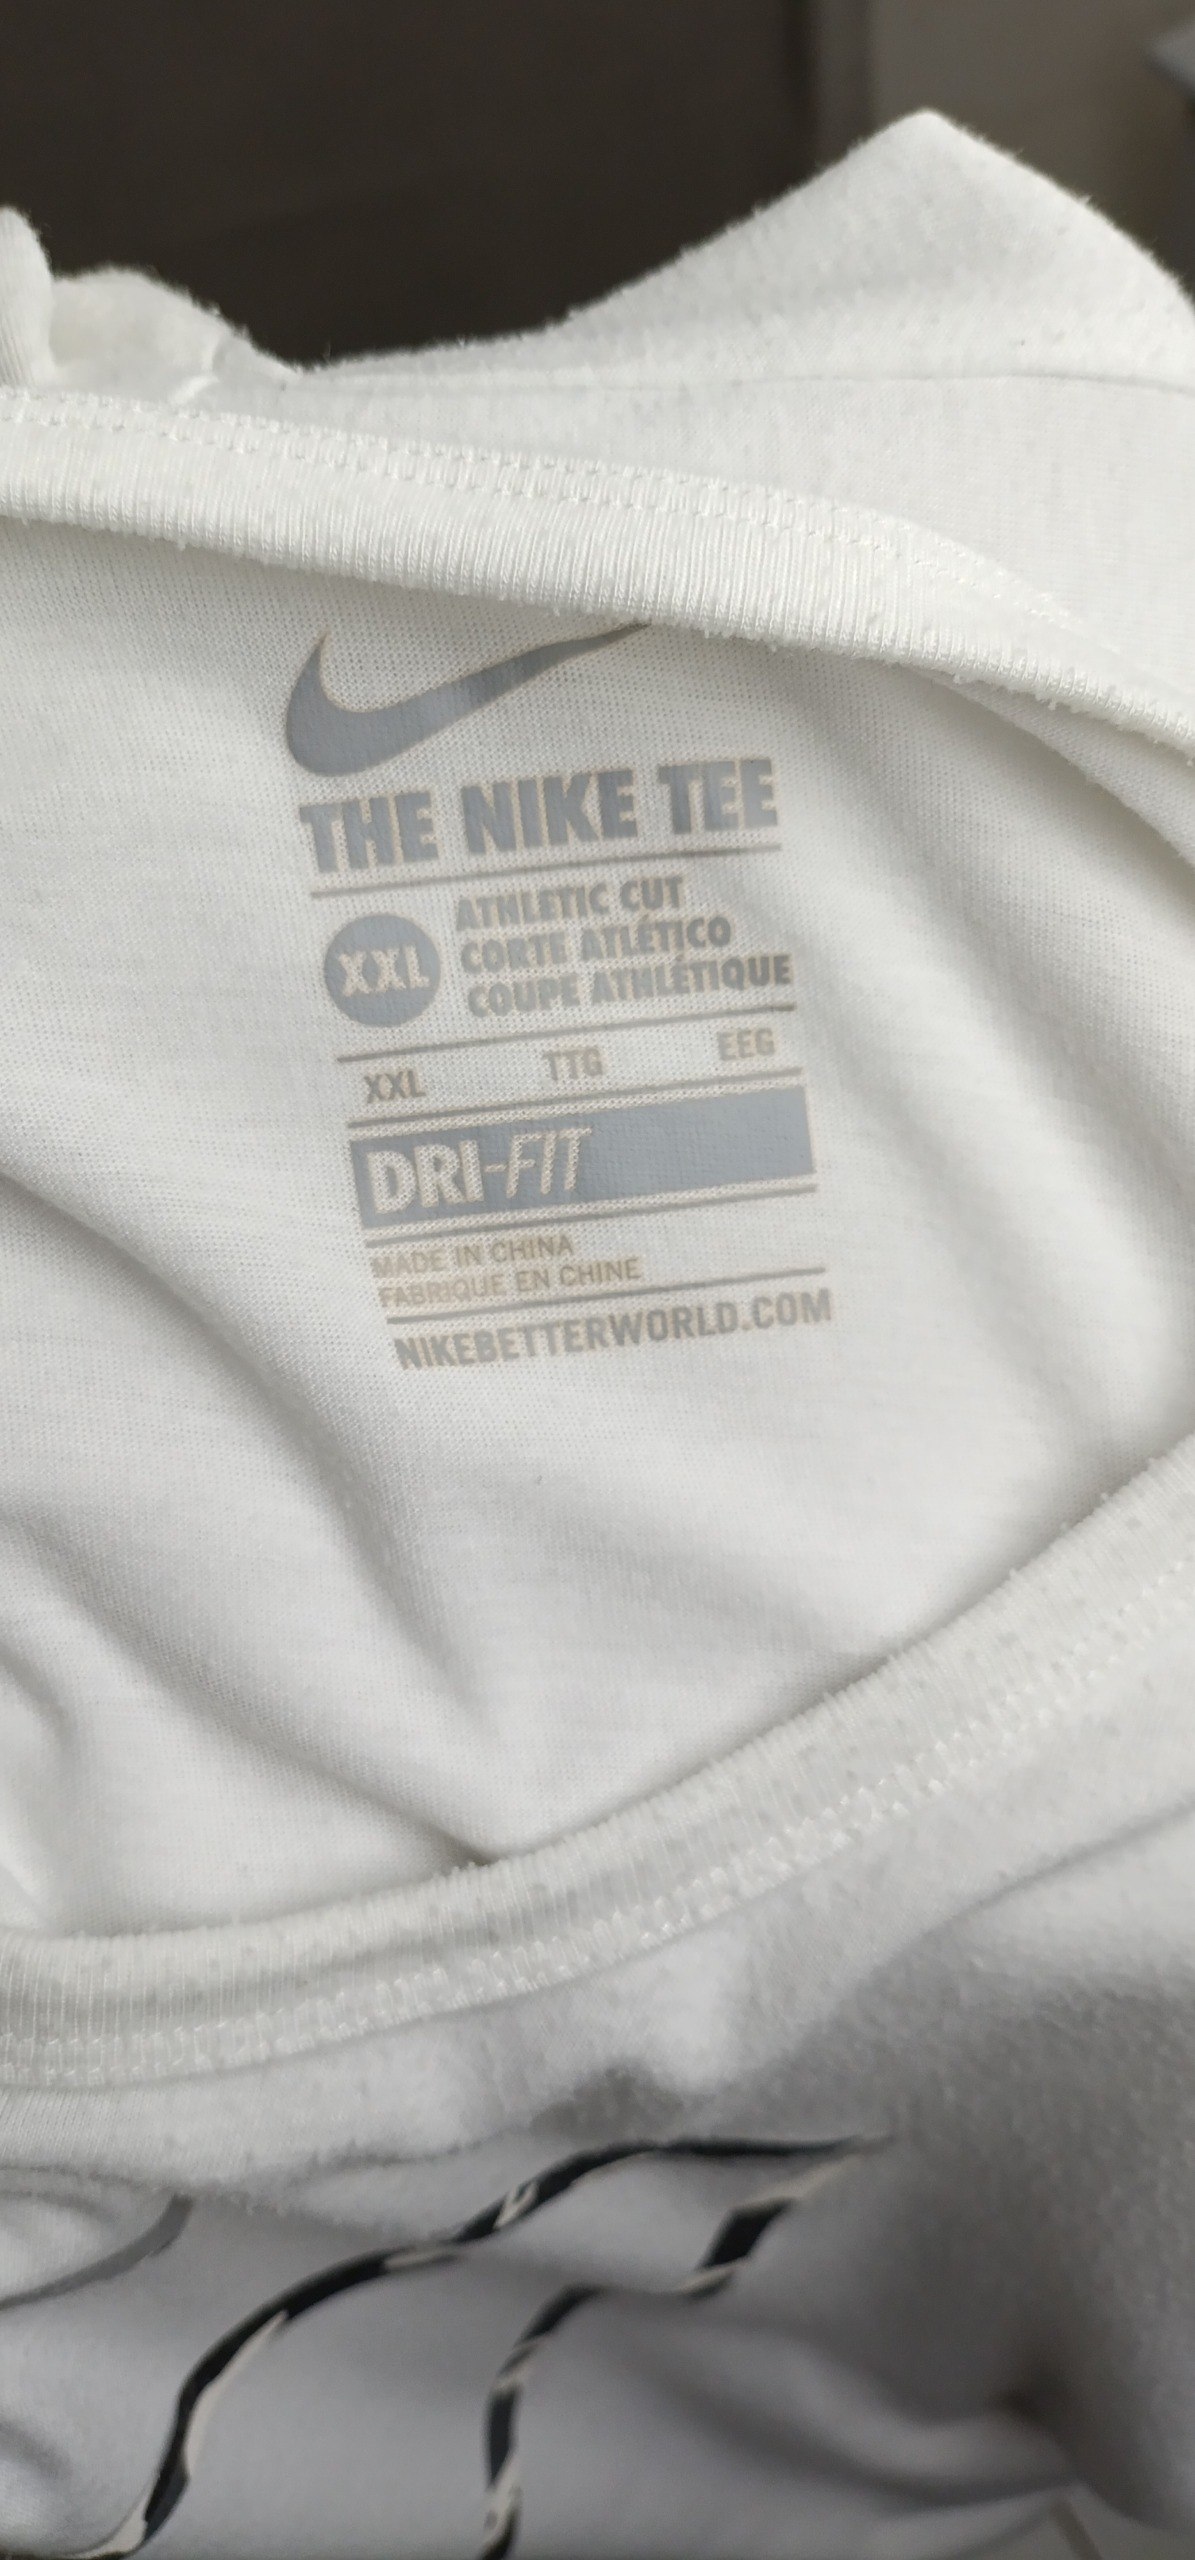 THE NIKE TEE
XXL
ATHLETIC CUT
CORTE ATLÉTICO
COUPE ATHLÉTIQUE
XXL TTG EEG
DRI-FIT
MADE IN CHINA
FABRIQUE EN CHINE
NIKEBETTERWORLD.COM